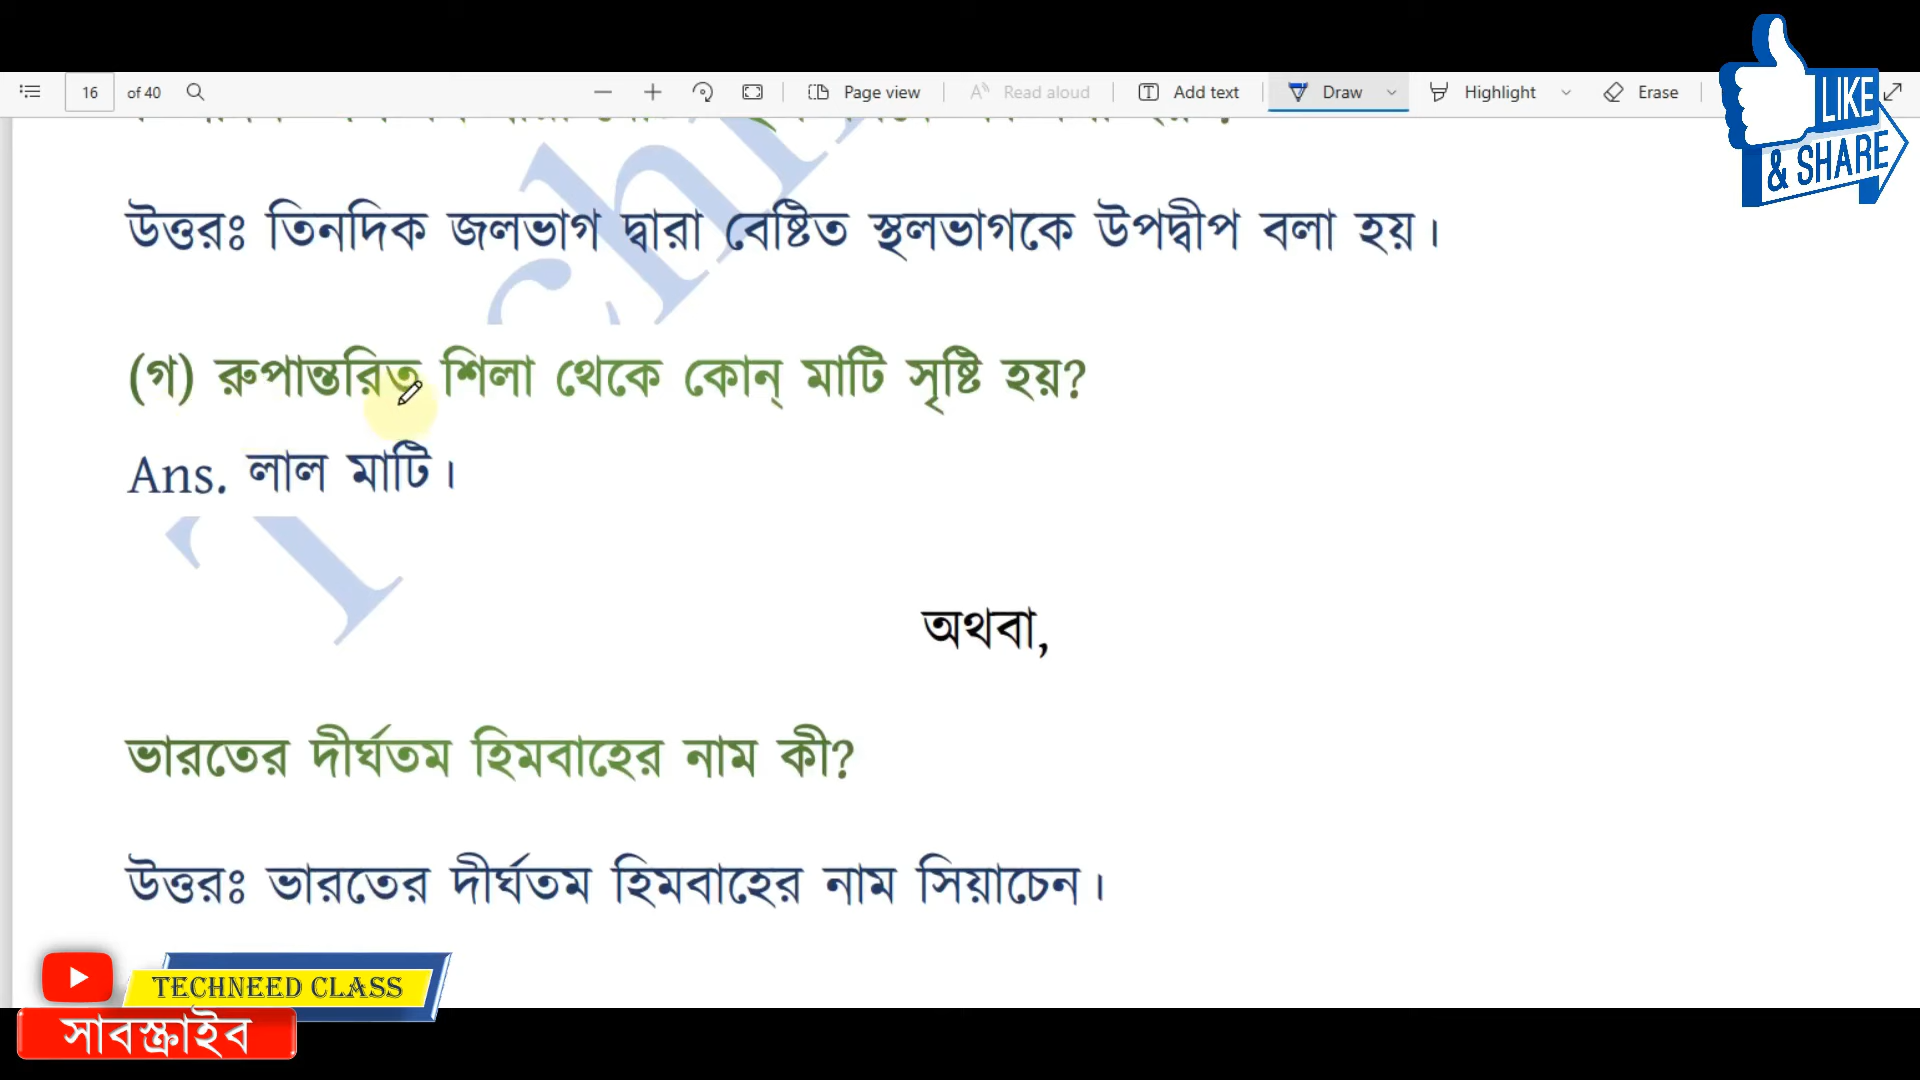 16 of 40 Page view Read aloud Add text Draw Highlight Erase
LIKE
& SHARE
উত্তরঃ তিনদিক জলভাগ দ্বারা বেষ্টিত স্থলভাগকে উপদ্বীপ বলা হয়।
(গ) রুপান্তরিত শিলা থেকে কোন্ মাটি সৃষ্টি হয়?
Ans. লাল মাটি।
অথবা,
ভারতের দীর্ঘতম হিমবাহের নাম কী?
উত্তরঃ ভারতের দীর্ঘতম হিমবাহের নাম সিয়াচেন।
TECHNEED CLASS
সাবস্ক্রাইব